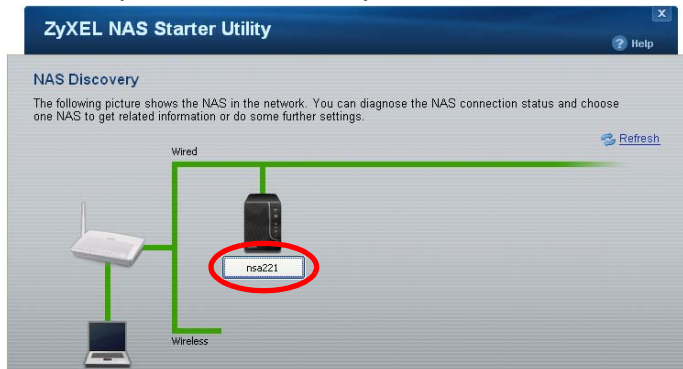 ZyXEL NAS Starter Utility
X
Help
NAS Discovery
The following picture shows the NAS in the network. You can diagnose the NAS connection status and choose
one NAS to get related information or do some further settings.
Refresh
Wired
nsa221
Wireless